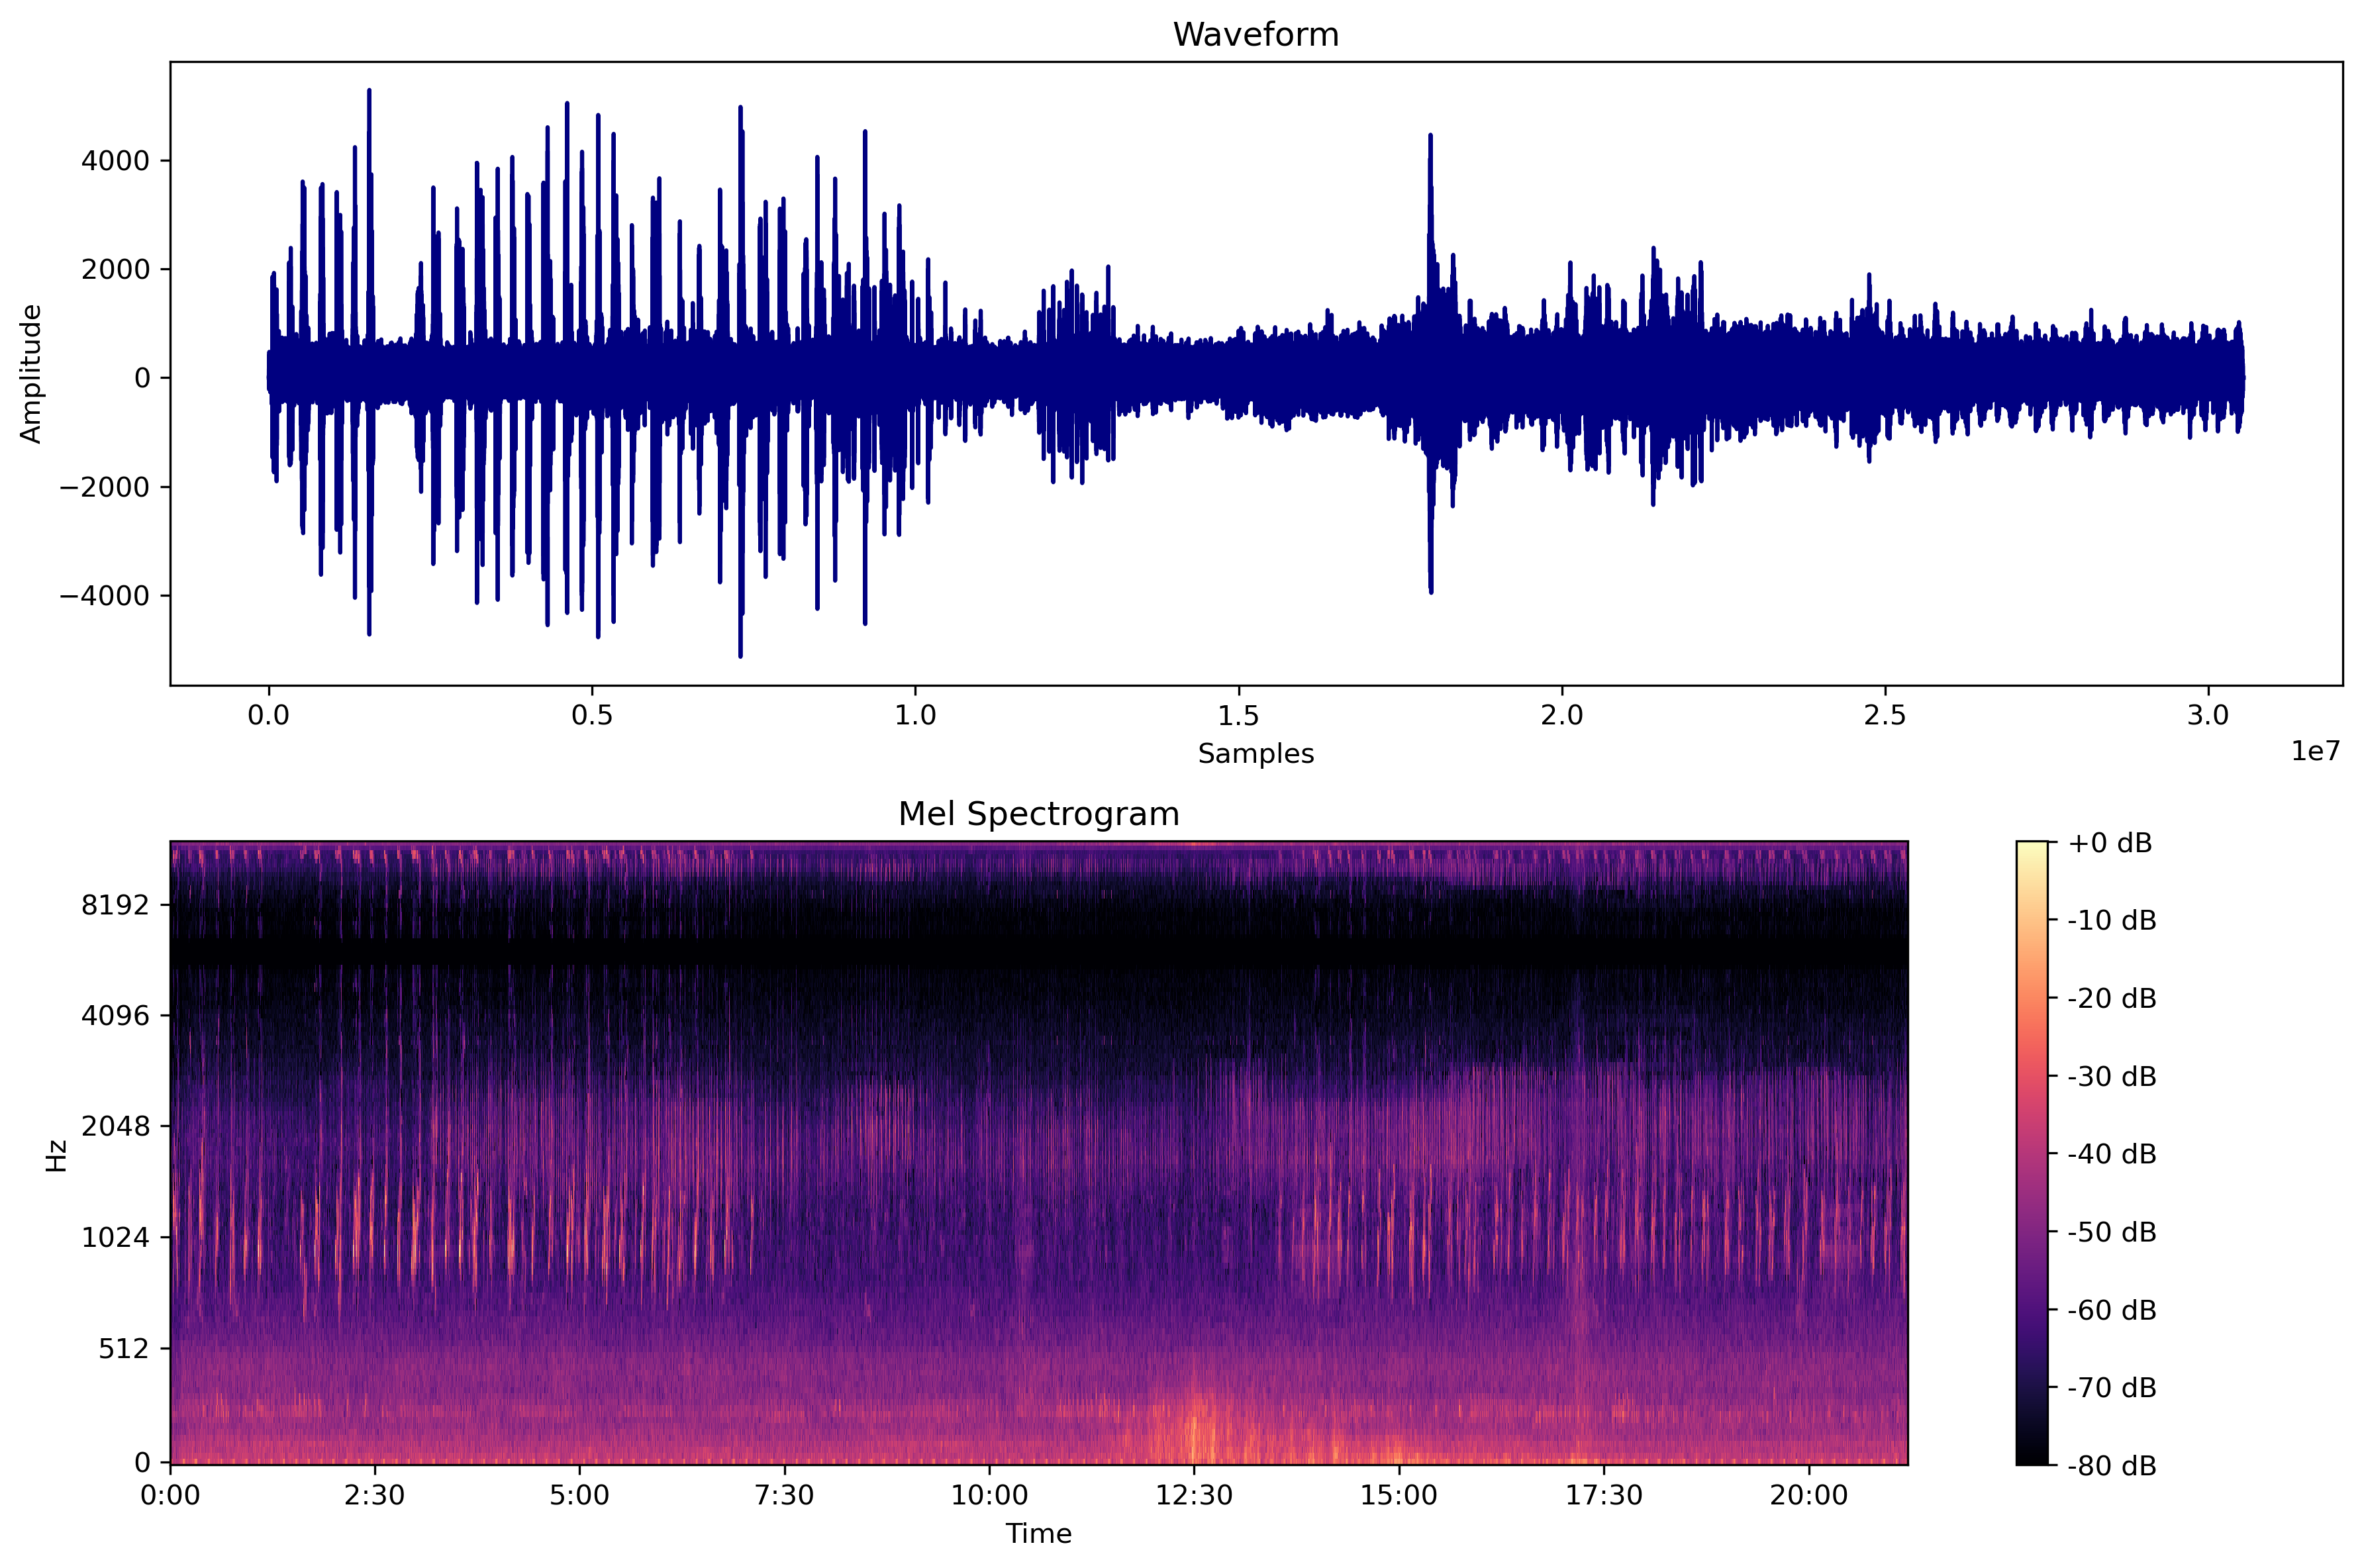 Waveform
Amplitude
4000
2000
0
−2000
−4000
0.0 0.5 1.0 1.5 2.0 2.5 3.0
1e7
Samples
Mel Spectrogram
Hz
8192
4096
2048
1024
512
0
0:00 2:30 5:00 7:30 10:00 12:30 15:00 17:30 20:00
Time
+0 dB
-10 dB
-20 dB
-30 dB
-40 dB
-50 dB
-60 dB
-70 dB
-80 dB